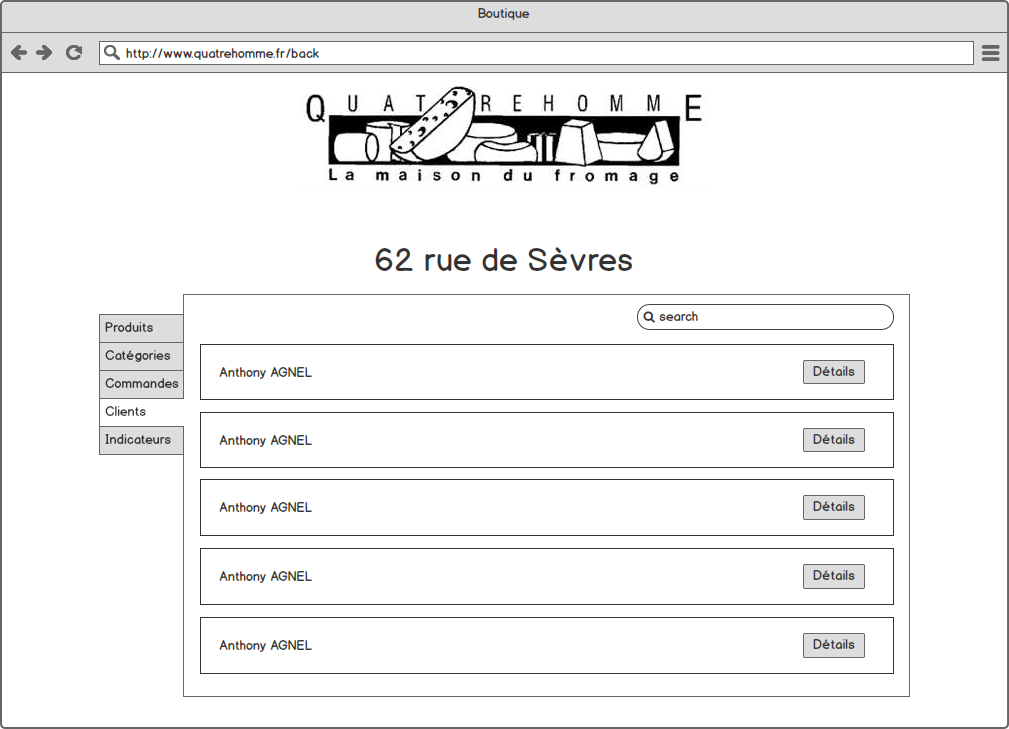 Boutique
http://www.quatrehomme.fr/back
QUATREHOMME
La maison du fromage
62 rue de Sèvres
search
Produits
Catégories
Commandes
Clients
Indicateurs
Anthony AGNEL Détails
Anthony AGNEL Détails
Anthony AGNEL Détails
Anthony AGNEL Détails
Anthony AGNEL Détails